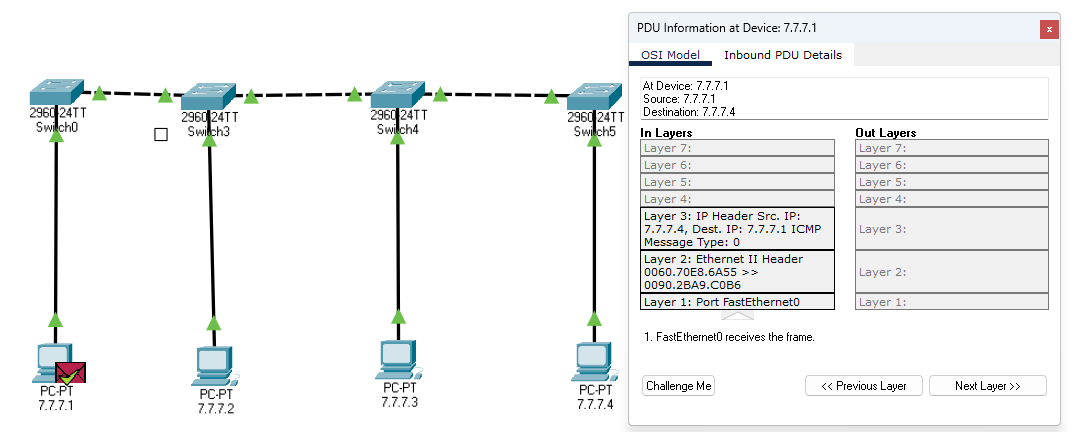 2960-24TT
Switch0
2960-24TT
Switch3
2960-24TT
Switch4
2960-24TT
Switch5
PC-PT
7.7.7.1
PC-PT
7.7.7.2
PC-PT
7.7.7.3
PC-PT
7.7.7.4
PDU Information at Device: 7.7.7.1
x
OSI Model
Inbound PDU Details
At Device: 7.7.7.1
Source: 7.7.7.1
Destination: 7.7.7.4
In Layers
Layer 7:
Layer 6:
Layer 5:
Layer 4:
Layer 3: IP Header Src. IP:
7.7.7.4, Dest. IP: 7.7.7.1 ICMP
Message Type: 0
Layer 2: Ethernet II Header
0060.70E8.6A55 >>
0090.2BA9.C0B6
Layer 1: Port FastEthernet0
Out Layers
Layer 7:
Layer 6:
Layer 5:
Layer 4:
Layer 3:
Layer 2:
Layer 1:
1. FastEthernet0 receives the frame.
Challenge Me
<< Previous Layer
Next Layer >>